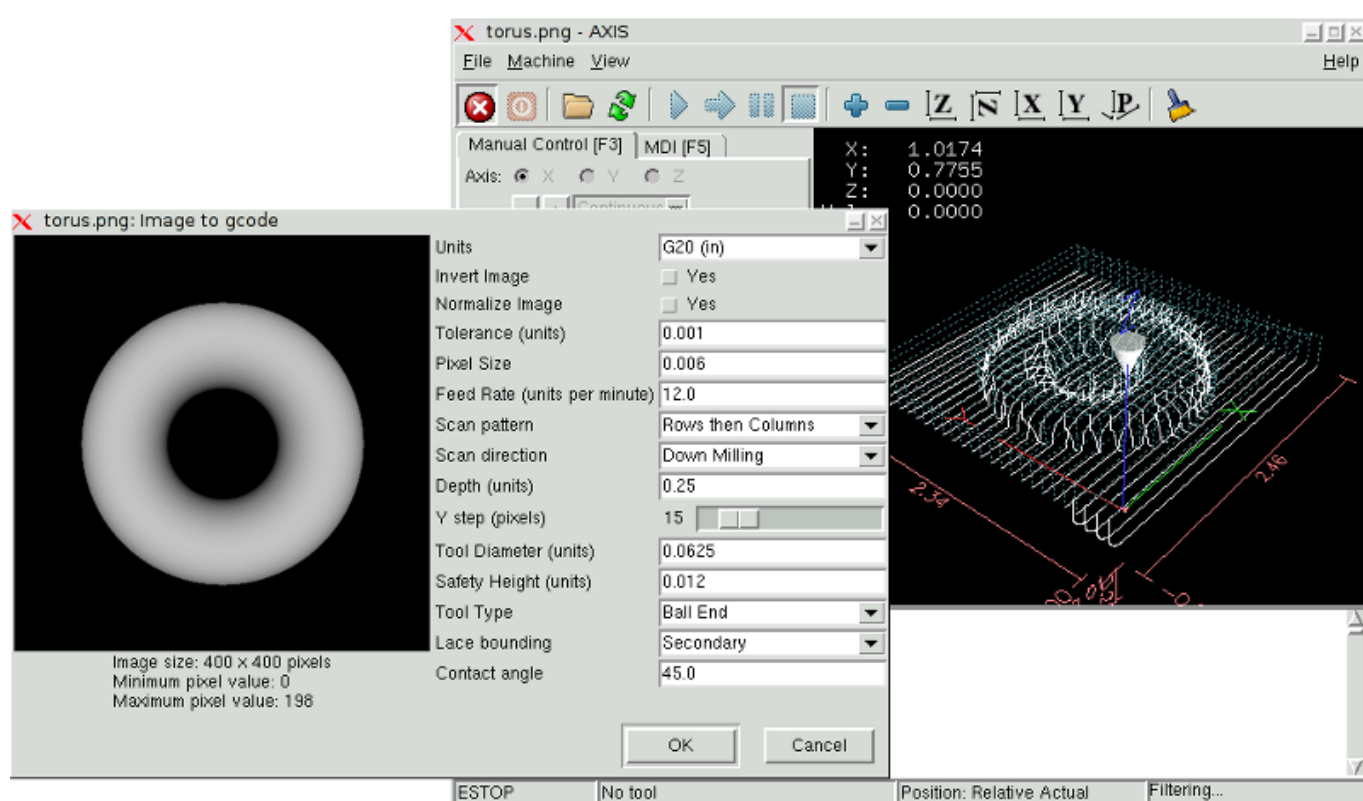 torus.png - AXIS
File Machine View Help
Z N X Y P
Manual Control [F3] MDI [F5]
Axis: X Y Z
Continuous
X: 1.0174
Y: 0.7755
Z: 0.0000
0.0000
torus.png: Image to gcode
Units G20 (in)
Invert Image Yes
Normalize Image Yes
Tolerance (units) 0.001
Pixel Size 0.006
Feed Rate (units per minute) 12.0
Scan pattern Rows then Columns
Scan direction Down Milling
Depth (units) 0.25
Y step (pixels) 15
Tool Diameter (units) 0.0625
Safety Height (units) 0.012
Tool Type Ball End
Lace bounding Secondary
Contact angle 45.0
Image size: 400 x 400 pixels
Minimum pixel value: 0
Maximum pixel value: 198
OK Cancel
X Y
2.34 2.46
ESTOP No tool Position: Relative Actual Filtering...